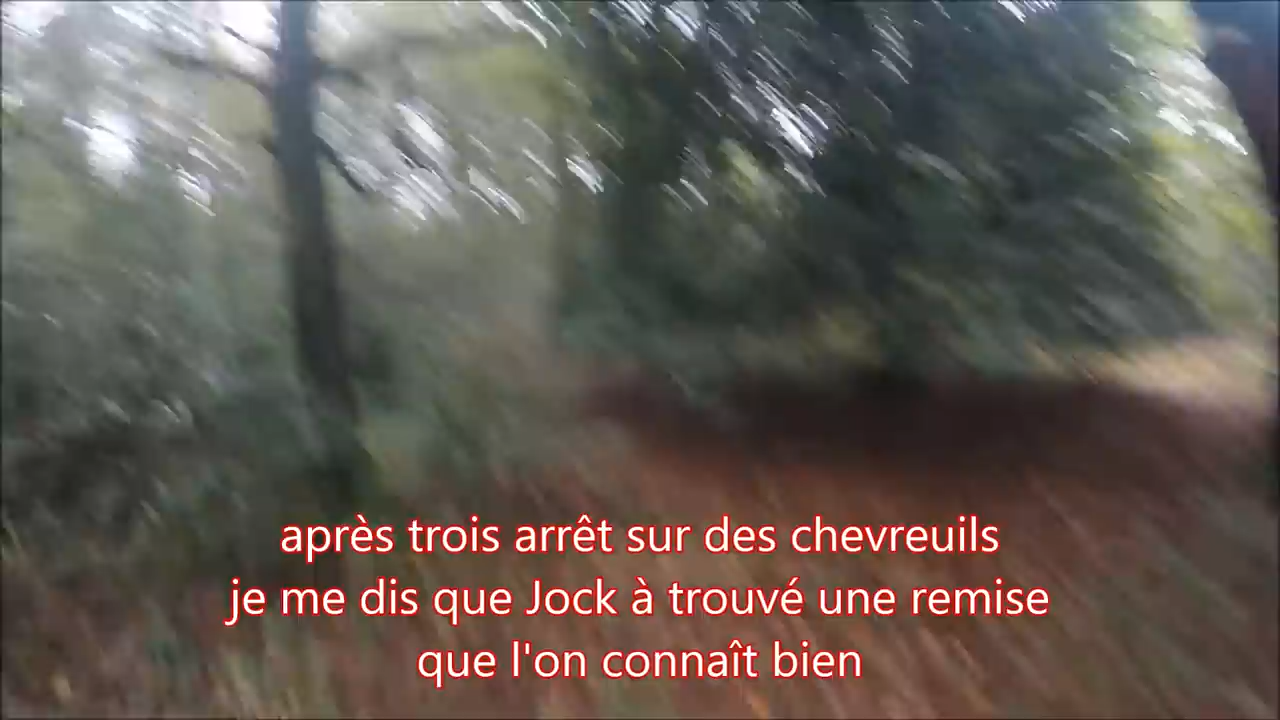 après trois arrêt sur des chevreuils
je me dis que Jock à trouvé une remise
que l'on connaît bien